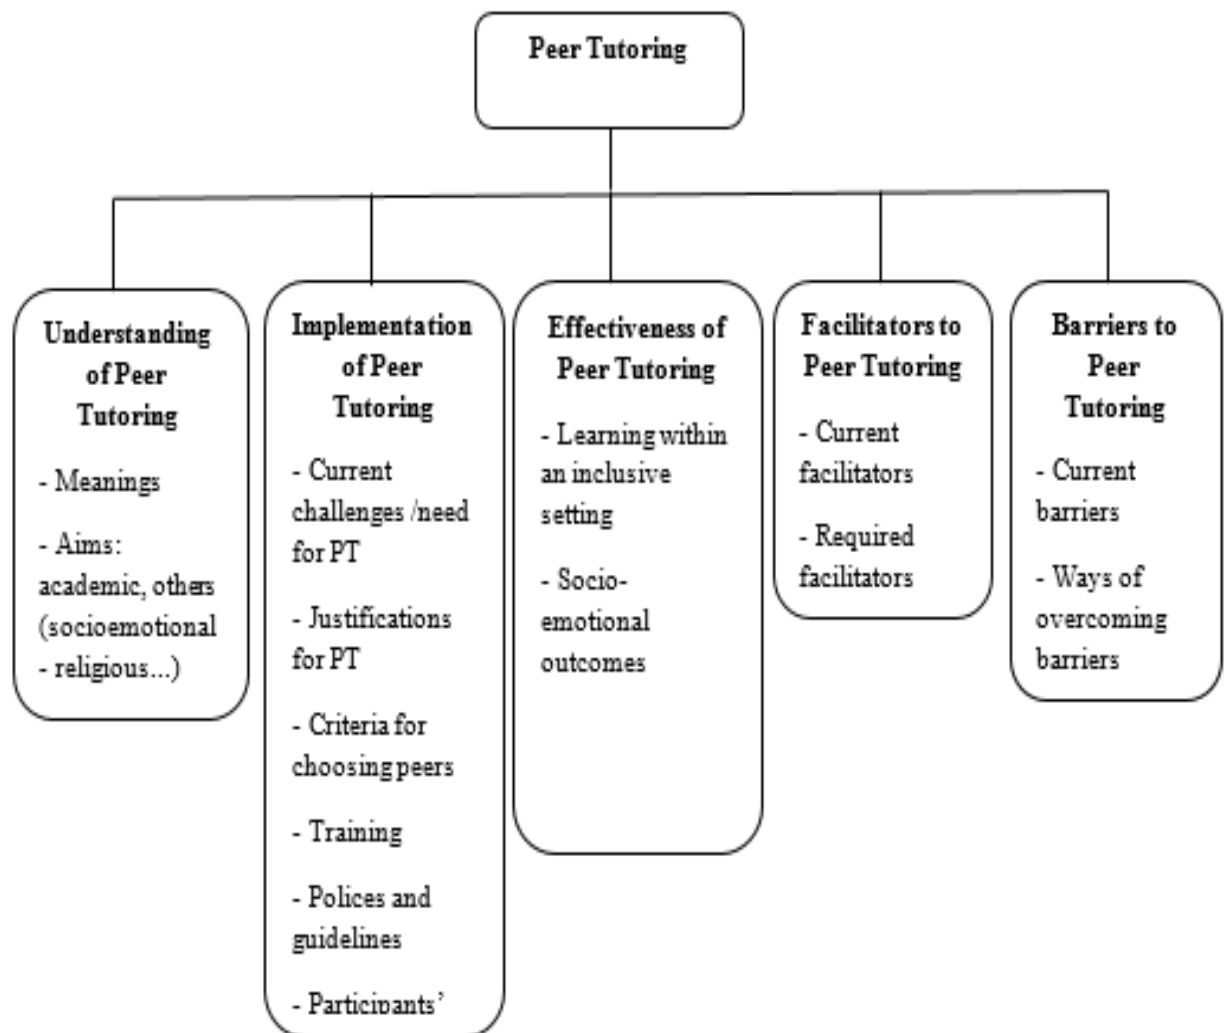 Peer Tutoring
Understanding
of Peer
Tutoring
- Meanings
- Aims:
academic, others
(socioemotional
- religious...)
Implementation
of Peer
Tutoring
- Current
challenges /need
for PT
- Justifications
for PT
- Criteria for
choosing peers
- Training
- Polices and
guidelines
- Participants’
Effectiveness of
Peer Tutoring
- Learning within
an inclusive
setting
- Socio-
emotional
outcomes
Facilitators to
Peer Tutoring
- Current
facilitators
- Required
facilitators
Barriers to
Peer
Tutoring
- Current
barriers
- Ways of
overcoming
barriers